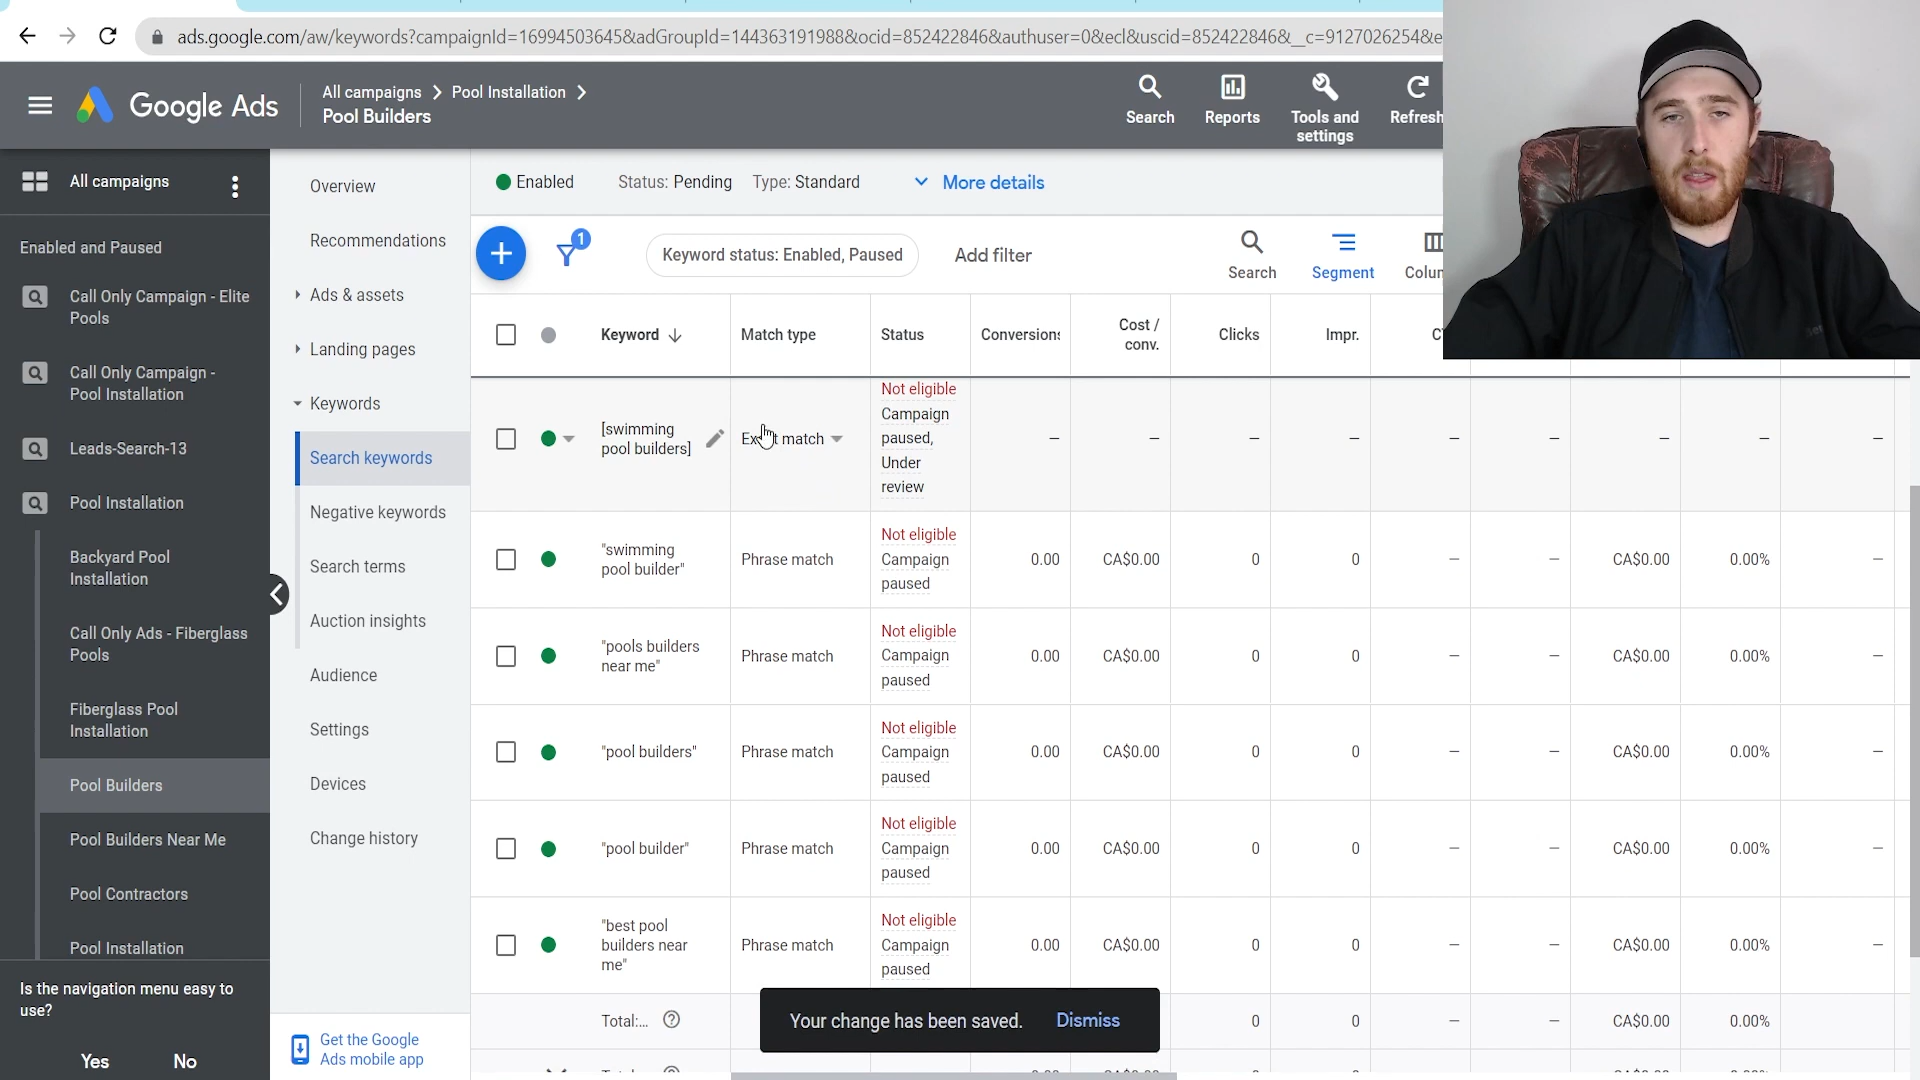 ads.google.com/aw/keywords?campaignId=16994503645&adGroupId=144363191988&ocid=852422846&authuser=0&ecl&uscid=852422846&__c=9127026254&e
Google Ads
All campaigns > Pool Installation >
Pool Builders
Search
Reports
Tools and settings
Refresh
All campaigns
Enabled and Paused
Call Only Campaign - Elite
Pools
Call Only Campaign -
Pool Installation
Leads-Search-13
Pool Installation
Backyard Pool
Installation
Call Only Ads - Fiberglass
Pools
Fiberglass Pool
Installation
Pool Builders
Pool Builders Near Me
Pool Contractors
Pool Installation
Is the navigation menu easy to
use?
Yes No
Overview
Recommendations
Ads & assets
Landing pages
Keywords
Search keywords
Negative keywords
Search terms
Auction insights
Audience
Settings
Devices
Change history
Get the Google
Ads mobile app
Enabled Status: Pending Type: Standard More details
1
Keyword status: Enabled, Paused
Add filter
Search
Segment
Colum
Keyword Match type Status Conversions Cost / conv. Clicks Impr. C
[swimming
pool builders]
Exact match
Not eligible
Campaign
paused,
Under
review
– – – – – – – –
"swimming
pool builder"
Phrase match
Not eligible
Campaign
paused
0.00 CA$0.00 0 0 – – CA$0.00 0.00% –
"pools builders
near me"
Phrase match
Not eligible
Campaign
paused
0.00 CA$0.00 0 0 – – CA$0.00 0.00% –
"pool builders"
Phrase match
Not eligible
Campaign
paused
0.00 CA$0.00 0 0 – – CA$0.00 0.00% –
"pool builder"
Phrase match
Not eligible
Campaign
paused
0.00 CA$0.00 0 0 – – CA$0.00 0.00% –
"best pool
builders near
me"
Phrase match
Not eligible
Campaign
paused
0.00 CA$0.00 0 0 – – CA$0.00 0.00% –
Total:... 0 0 – – CA$0.00 0.00%
Your change has been saved. Dismiss